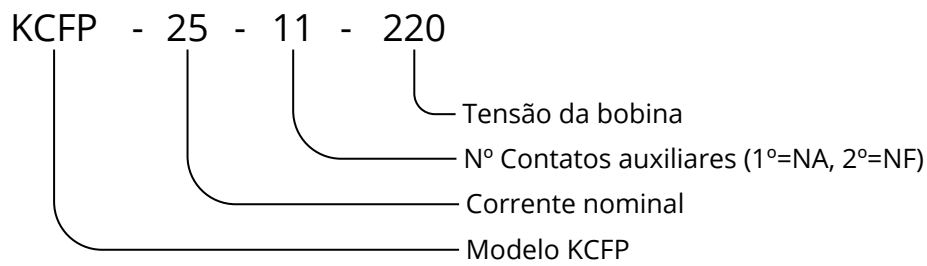 KCFP - 25 - 11 - 220
Tensão da bobina
Nº Contatos auxiliares (1º=NA, 2º=NF)
Corrente nominal
Modelo KCFP